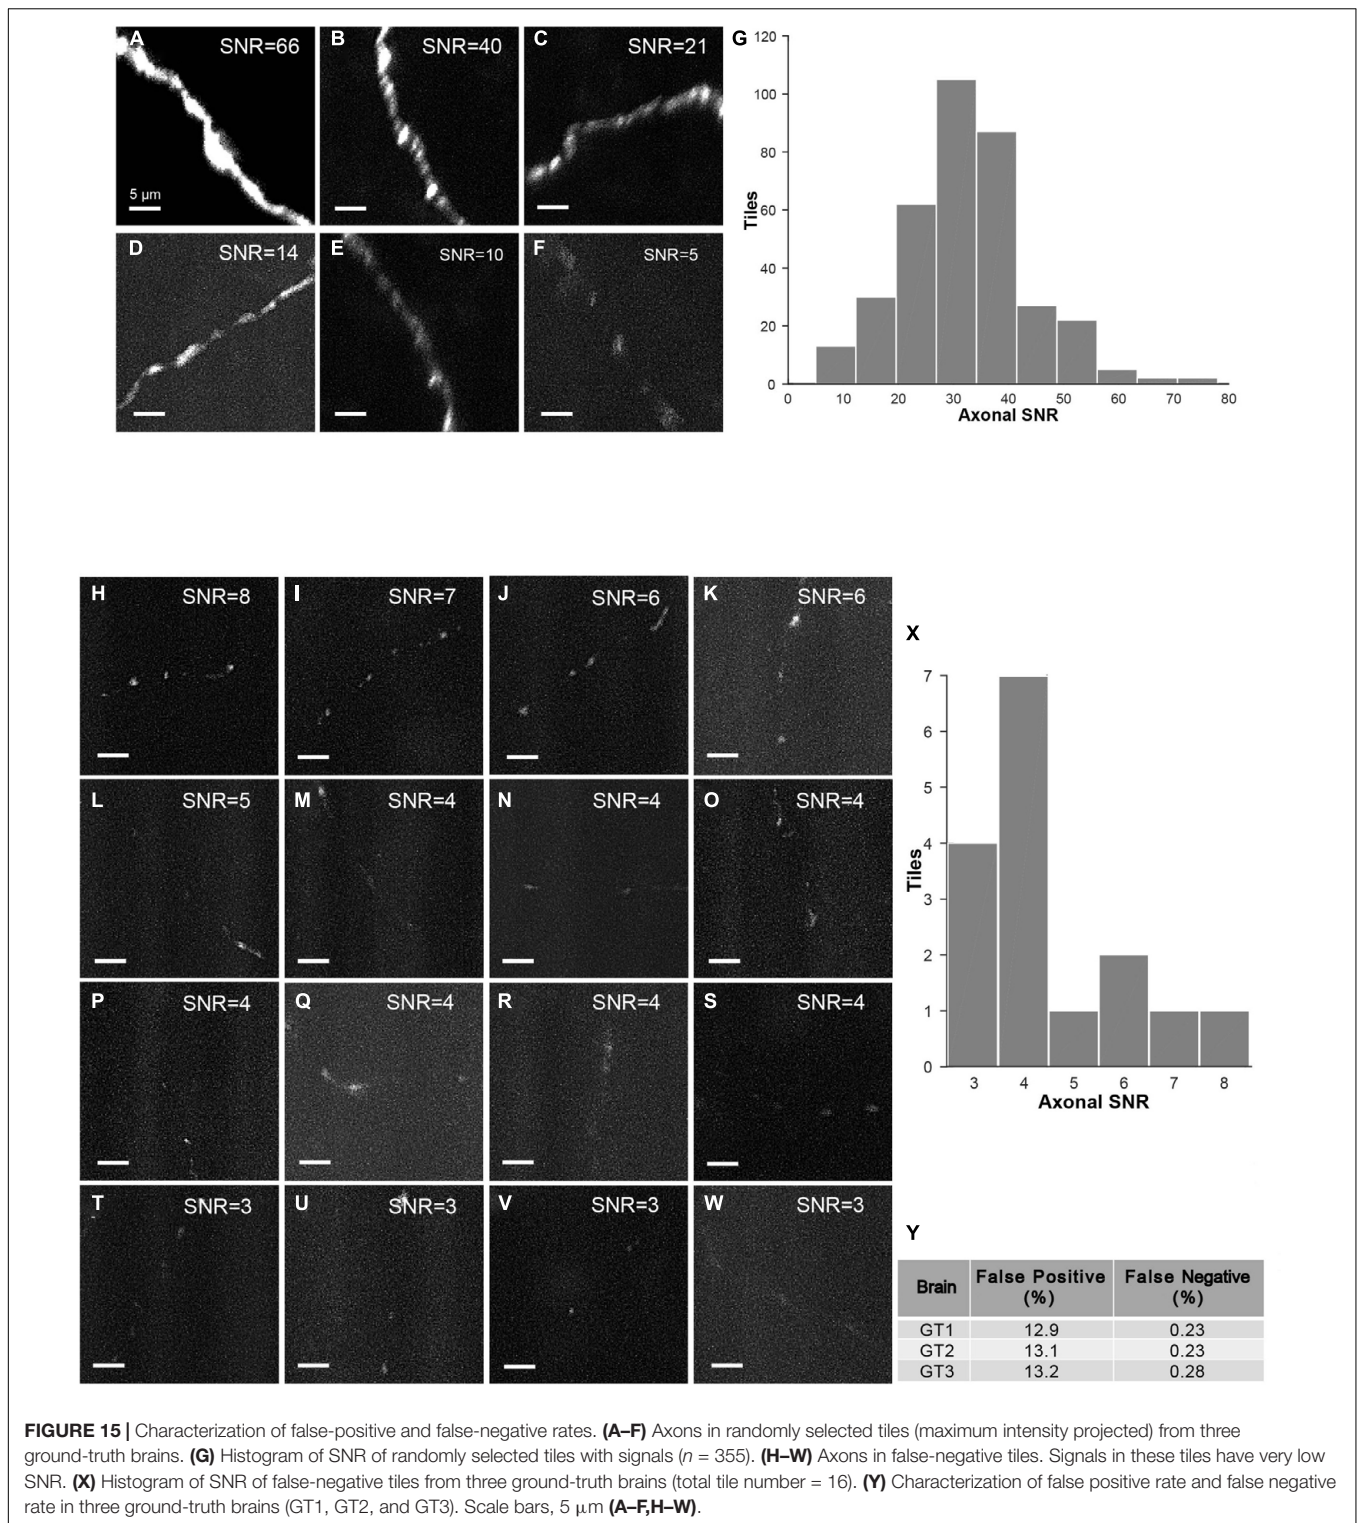 A SNR=66
5 μm
B SNR=40
C SNR=21
D SNR=14
E SNR=10
F SNR=5
G
120
100
80
60
40
20
0
Tiles
0 10 20 30 40 50 60 70 80
Axonal SNR
H SNR=8
I SNR=7
J SNR=6
K SNR=6
L SNR=5
M SNR=4
N SNR=4
O SNR=4
P SNR=4
Q SNR=4
R SNR=4
S SNR=4
T SNR=3
U SNR=3
V SNR=3
W SNR=3
X
7
6
5
4
3
2
1
0
Tiles
3 4 5 6 7 8
Axonal SNR
Y
Brain False Positive (%) False Negative (%)
GT1 12.9 0.23
GT2 13.1 0.23
GT3 13.2 0.28
FIGURE 15 | Characterization of false-positive and false-negative rates. (A–F) Axons in randomly selected tiles (maximum intensity projected) from three
ground-truth brains. (G) Histogram of SNR of randomly selected tiles with signals (n = 355). (H–W) Axons in false-negative tiles. Signals in these tiles have very low
SNR. (X) Histogram of SNR of false-negative tiles from three ground-truth brains (total tile number = 16). (Y) Characterization of false positive rate and false negative
rate in three ground-truth brains (GT1, GT2, and GT3). Scale bars, 5 μm (A–F,H–W).